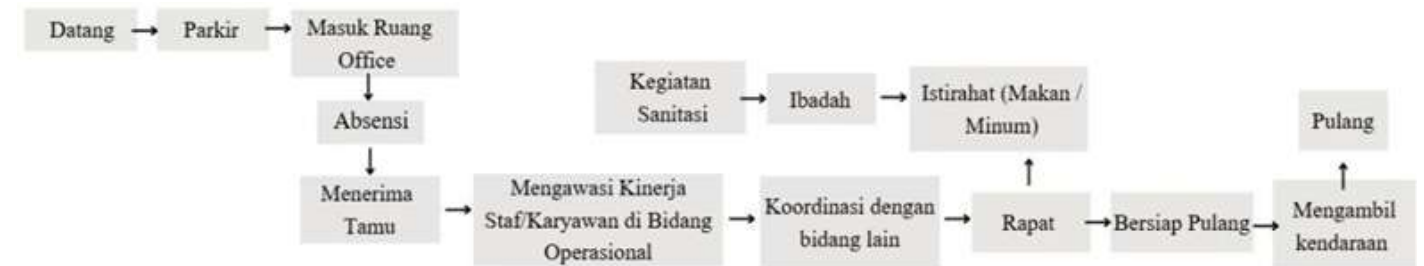 Datang
Parkir
Masuk Ruang
Office
Absensi
Menerima
Tamu
Mengawasi Kinerja
Staf/Karyawan di Bidang
Operasional
Koordinasi dengan
bidang lain
Rapat
Kegiatan
Sanitasi
Ibadah
Istirahat (Makan /
Minum)
Bersiap Pulang
Mengambil
kendaraan
Pulang